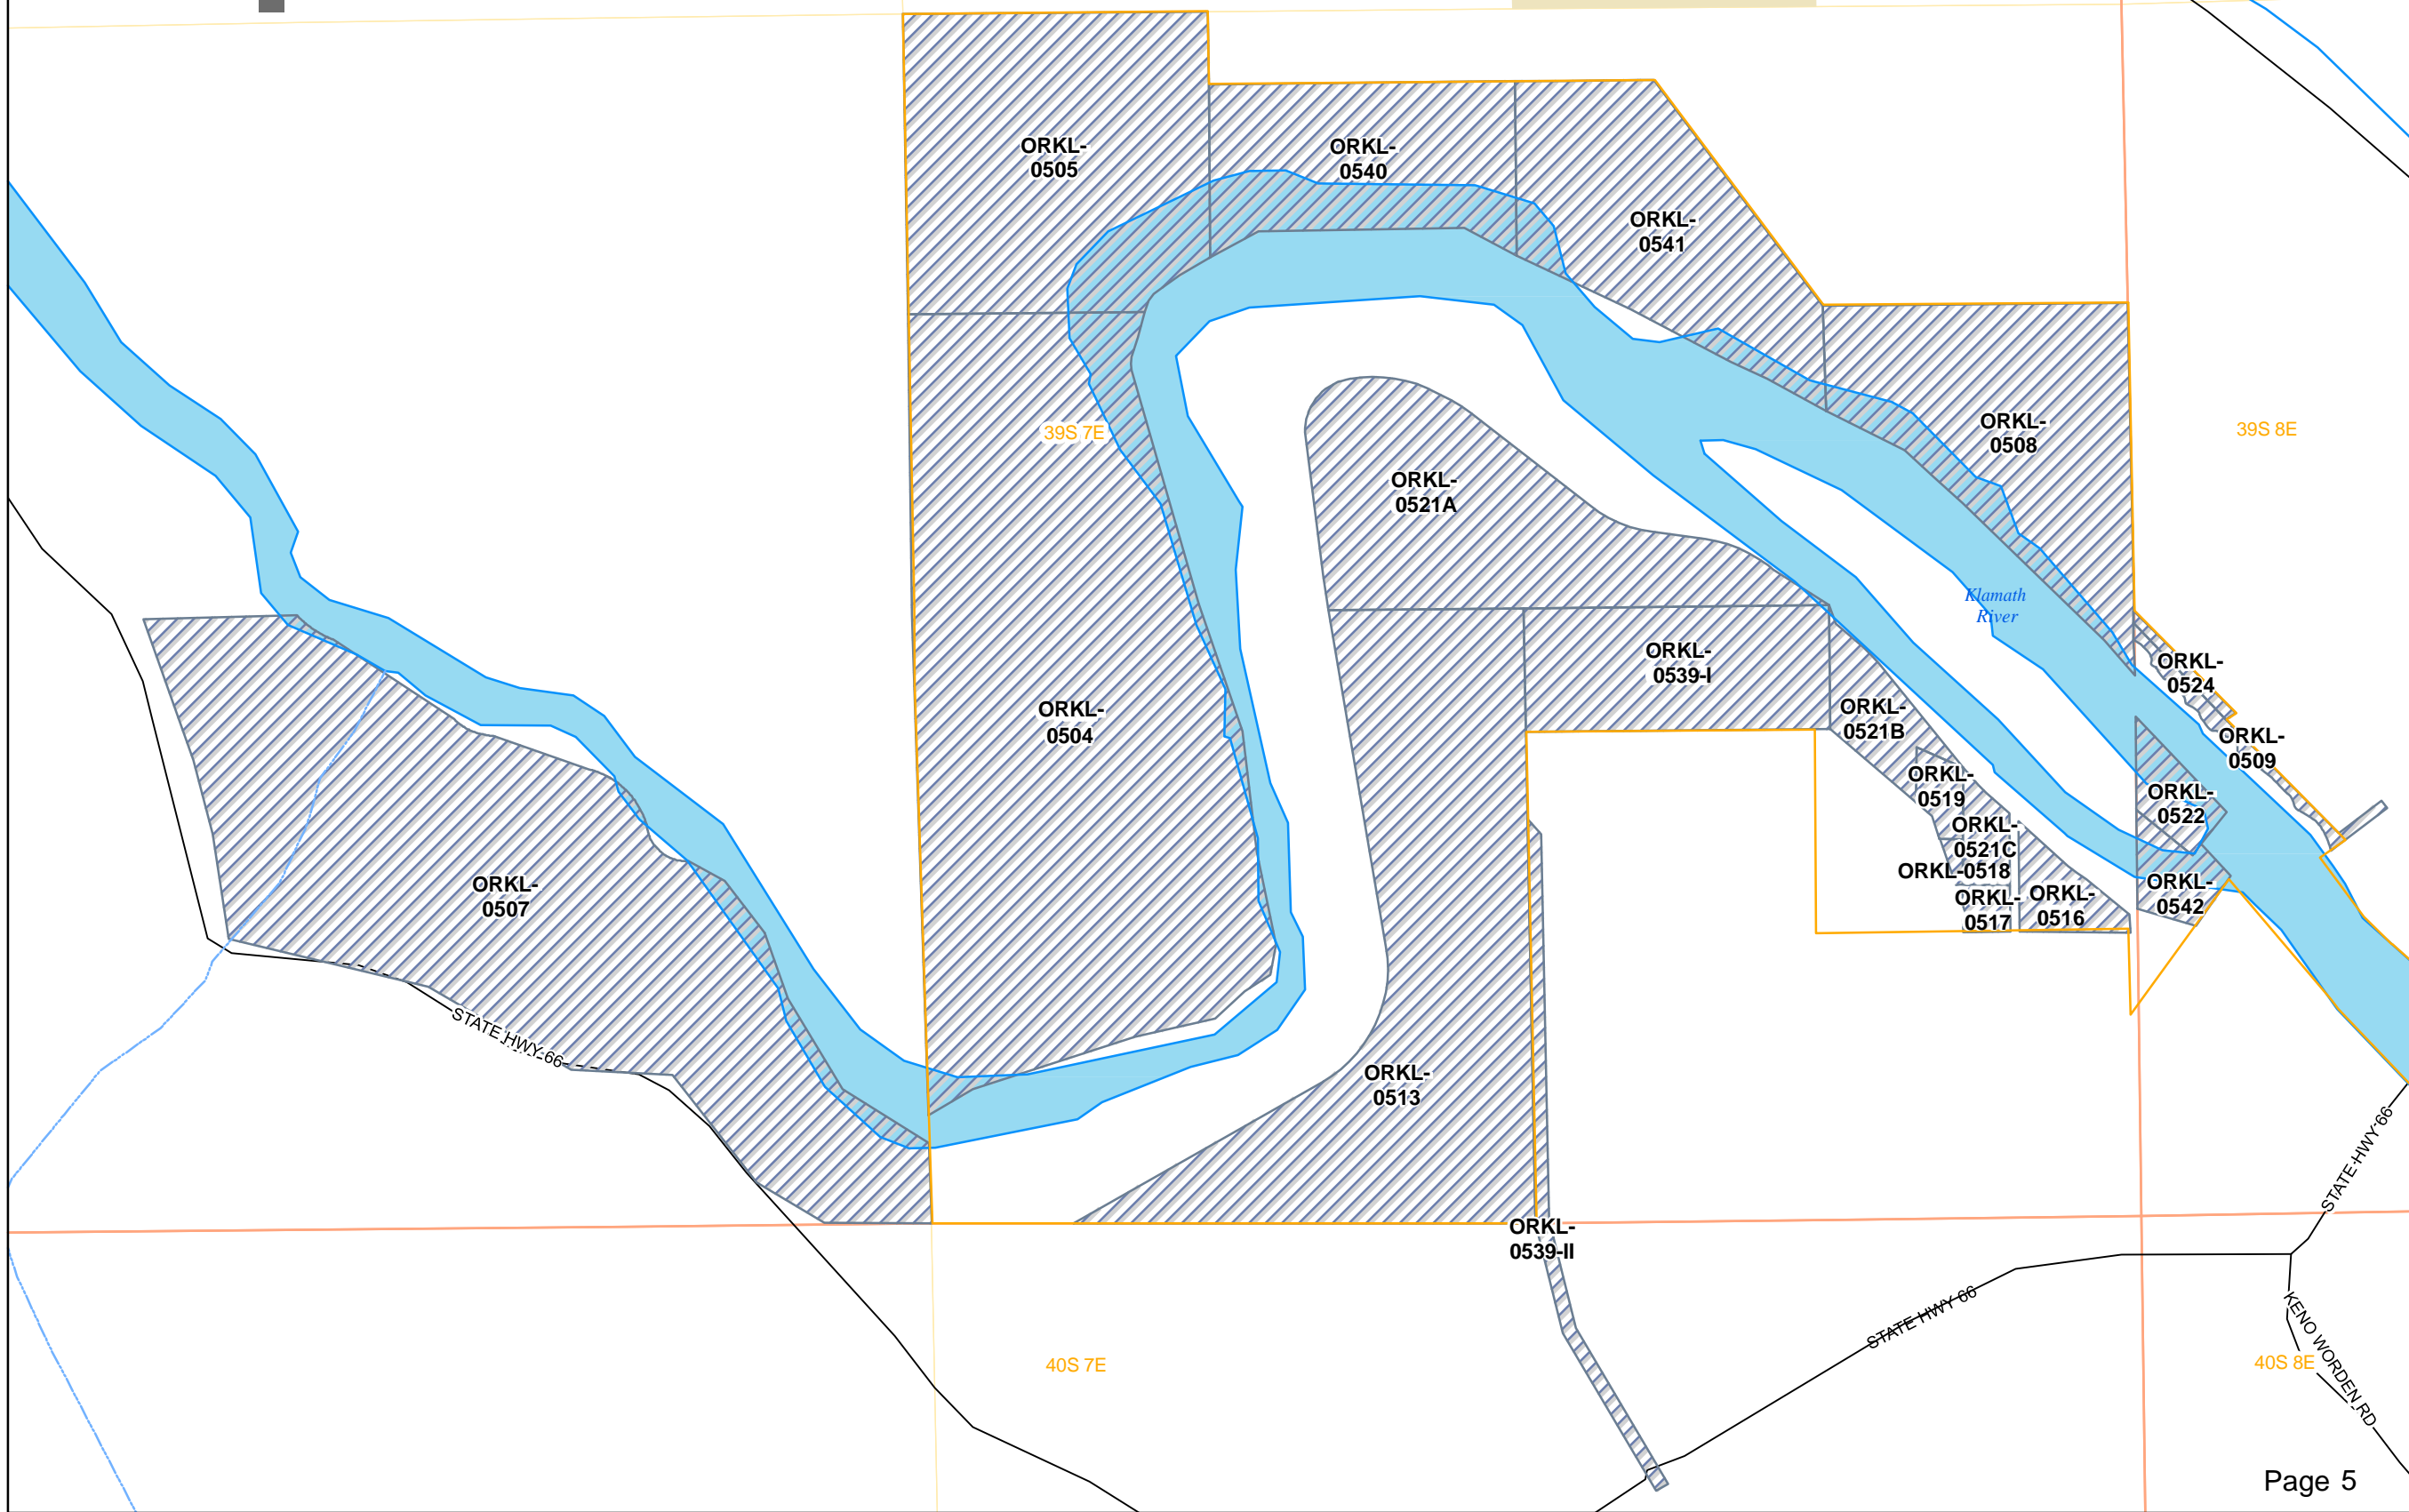 ORKL-
0505
ORKL-
0540
ORKL-
0541
39S 7E
ORKL-
0508
39S 8E
ORKL-
0521A
Klamath
River
ORKL-
0539-I
ORKL-
0524
ORKL-
0504
ORKL-
0521B
ORKL-
0509
ORKL-
0519
ORKL-
0522
ORKL-
0521C
ORKL-0518
ORKL-
0507
ORKL-
0517
ORKL-
0516
ORKL-
0542
STATE HWY 66
ORKL-
0513
STATE HWY 66
ORKL-
0539-II
STATE HWY 66
KENO WORDEN RD
40S 7E
40S 8E
Page 5